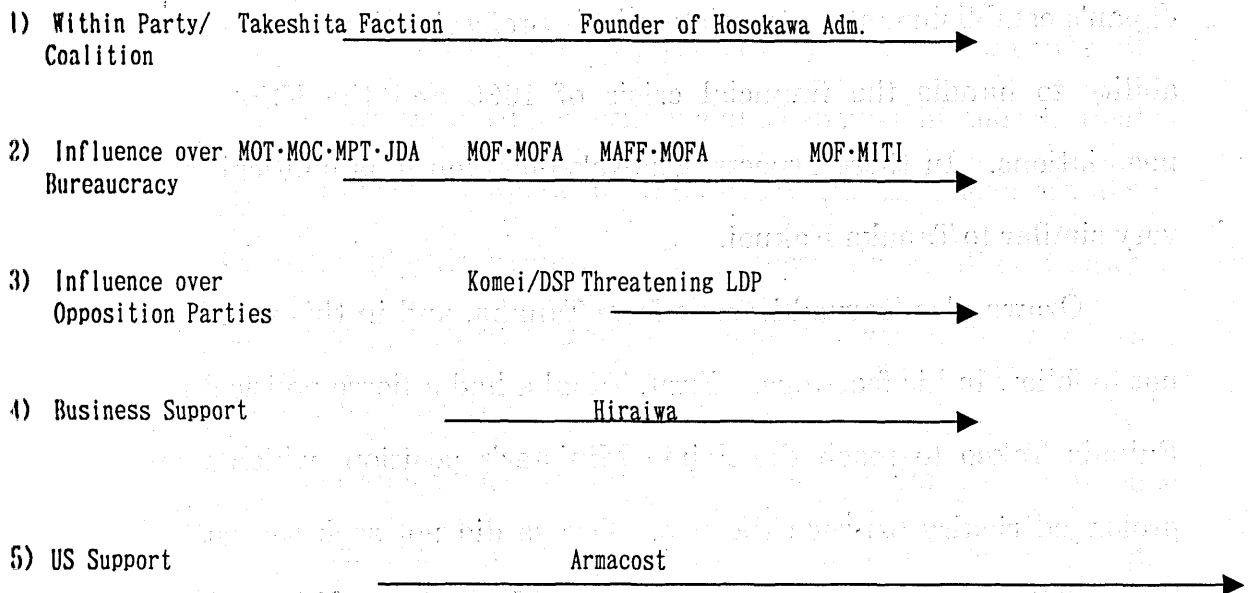 1) Within Party/ Takeshita Faction Founder of Hosokawa Adm.
Coalition
2) Influence over MOT·MOC·MPT·JDA MOF·MOFA MAFF·MOFA MOF·MITI
Bureaucracy
3) Influence over Komei/DSP Threatening LDP
Opposition Parties
4) Business Support Hiraiwa
5) US Support Armacost